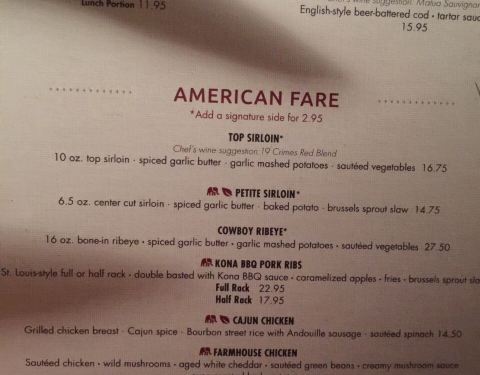 Lunch Portion 11.95
Chef's wine suggestion: Matua Sauvignon
English-style beer-battered cod • tartar sauc
15.95
AMERICAN FARE
*Add a signature side for 2.95
TOP SIRLOIN*
Chef's wine suggestion: 19 Crimes Red Blend
10 oz. top sirloin · spiced garlic butter · garlic mashed potatoes · sautéed vegetables 16.75
PETITE SIRLOIN*
6.5 oz. center cut sirloin · spiced garlic butter · baked potato · brussels sprout slaw 14.75
COWBOY RIBEYE*
16 oz. bone-in ribeye • spiced garlic butter • garlic mashed potatoes • sautéed vegetables 27.50
KONA BBQ PORK RIBS
St. Louis-style full or half rack • double basted with Kona BBQ sauce • caramelized apples • fries • brussels sprout sla
Full Rack 22.95
Half Rack 17.95
CAJUN CHICKEN
Grilled chicken breast · Cajun spice · Bourbon street rice with Andouille sausage · sautéed spinach 14.50
FARMHOUSE CHICKEN
Sautéed chicken • wild mushrooms • aged white cheddar • sautéed green beans • creamy mushroom sauce